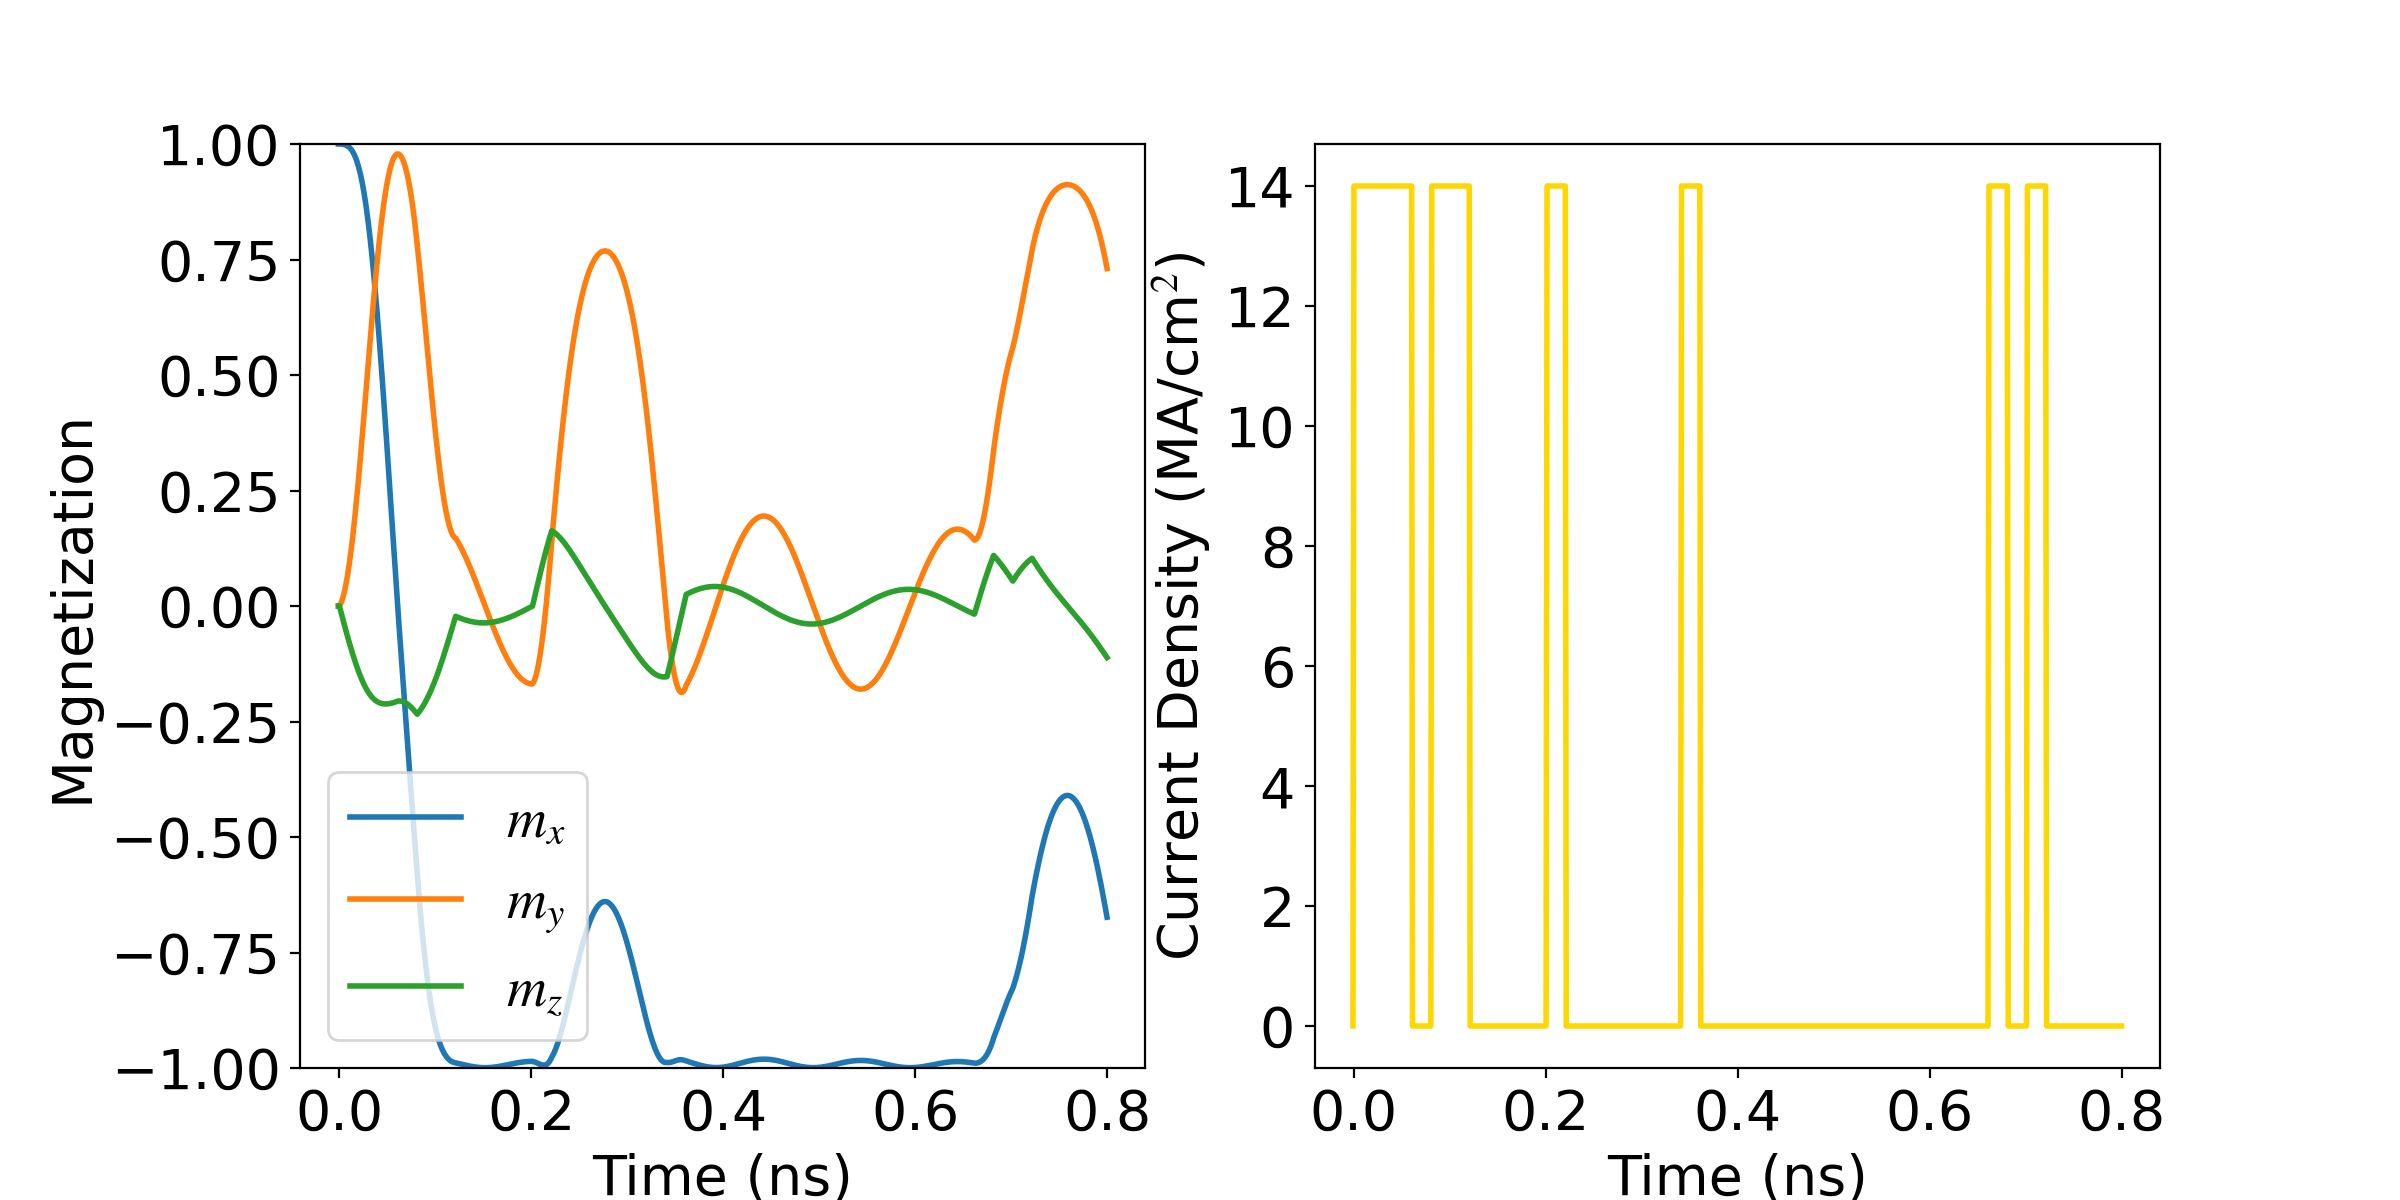 Magnetization
1.00
0.75
0.50
0.25
0.00
−0.25
−0.50
−0.75
−1.00
0.0 0.2 0.4 0.6 0.8
Time (ns)
m_x
m_y
m_z
Current Density (MA/cm²)
14
12
10
8
6
4
2
0
0.0 0.2 0.4 0.6 0.8
Time (ns)